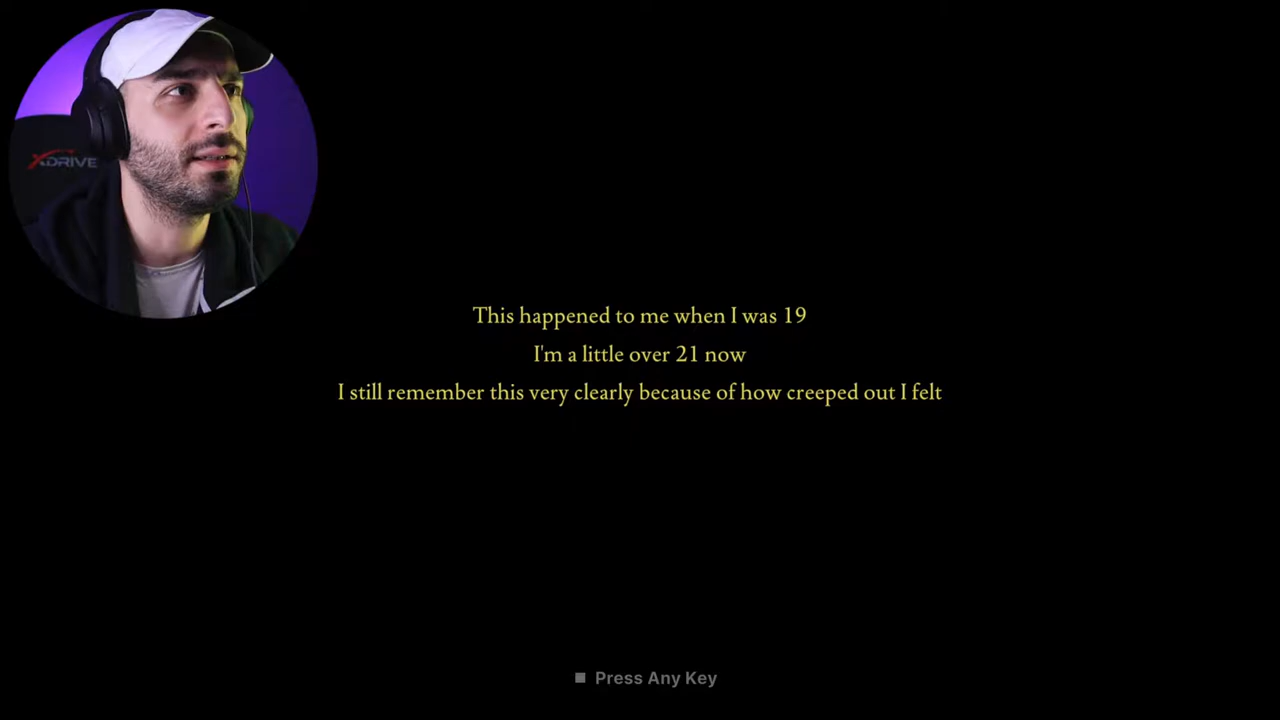 XDRIVE
This happened to me when I was 19
I'm a little over 21 now
I still remember this very clearly because of how creeped out I felt
Press Any Key